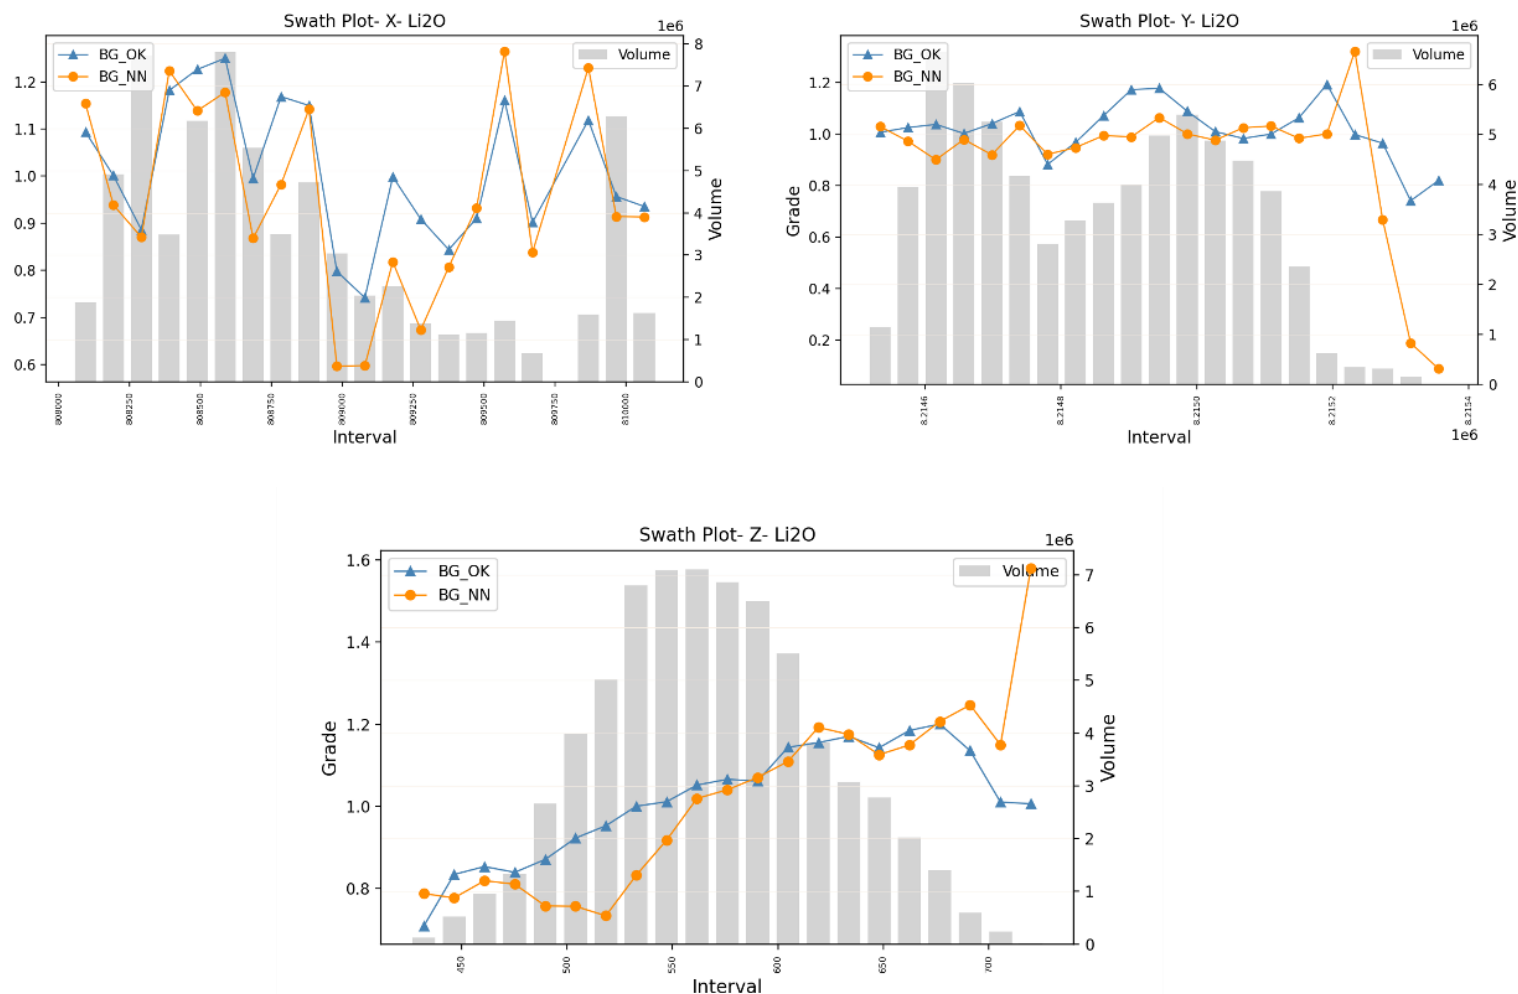 Swath Plot- X- Li2O
1e6
BG_OK
BG_NN
Volume
1.2
1.1
1.0
0.9
0.8
0.7
0.6
8
7
6
5
4
3
2
1
0
Volume
808000
808250
808500
808750
809000
809250
809500
809750
810000
Interval
Swath Plot- Y- Li2O
1e6
BG_OK
BG_NN
Volume
Grade
1.2
1.0
0.8
0.6
0.4
0.2
6
5
4
3
2
1
0
Volume
8.2146
8.2148
8.2150
8.2152
8.2154
Interval
1e6
Swath Plot- Z- Li2O
1e6
BG_OK
BG_NN
Volume
Grade
1.6
1.4
1.2
1.0
0.8
7
6
5
4
3
2
1
0
Volume
450
500
550
600
650
700
Interval